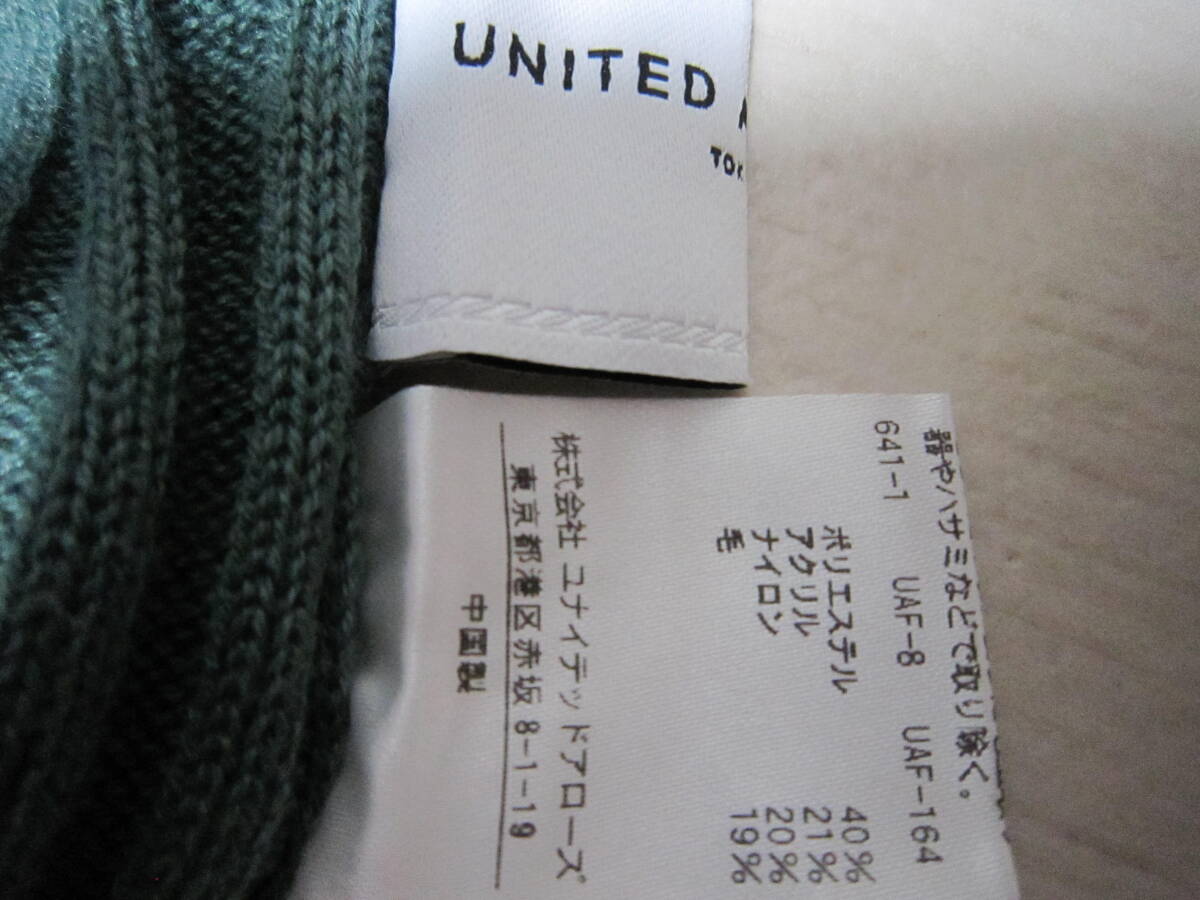 UNITED
器やハサミなどで取り除く。
641-1 UAF-8 UAF-164
ポリエステル 40%
アクリル 21%
ナイロン 20%
毛 19%
株式会社 ユナイテッドアローズ
東京都港区赤坂 8-1-19
中国製